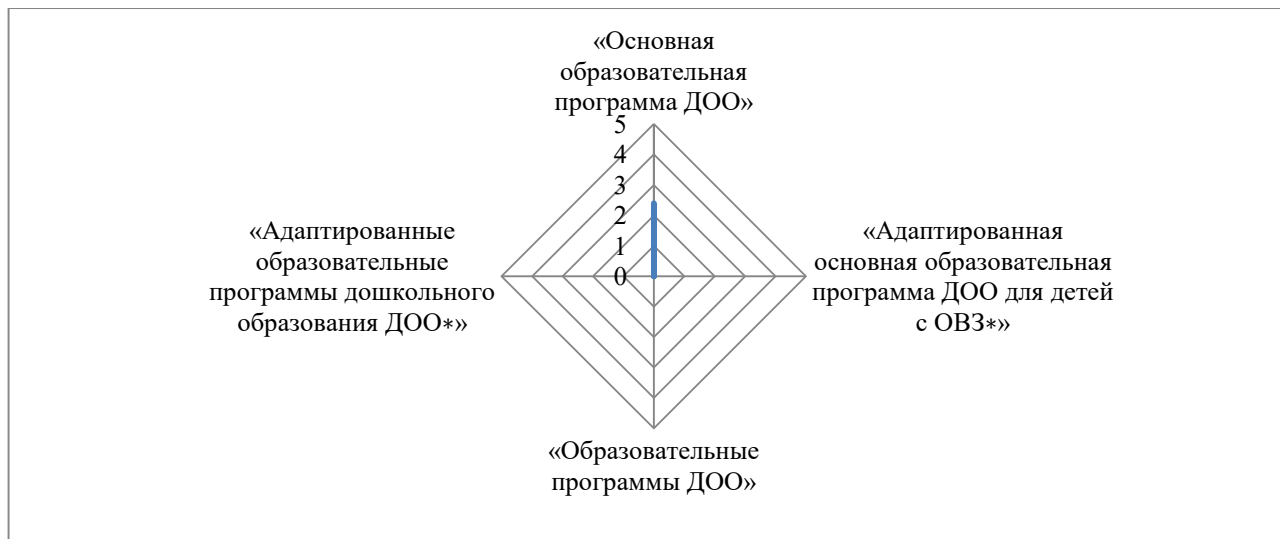 «Основная
образовательная
программа ДОО»
5
4
3
2
1
0
«Адаптированные
образовательные
программы дошкольного
образования ДОО*»
«Адаптированная
основная образовательная
программа ДОО для детей
с ОВЗ*»
«Образовательные
программы ДОО»